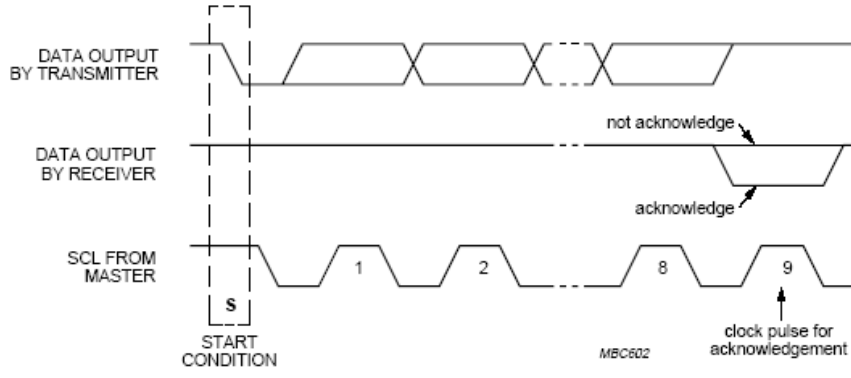 DATA OUTPUT
BY TRANSMITTER
not acknowledge
DATA OUTPUT
BY RECEIVER
acknowledge
SCL FROM
MASTER
1
2
8
9
S
START
CONDITION
MBC602
clock pulse for
acknowledgement